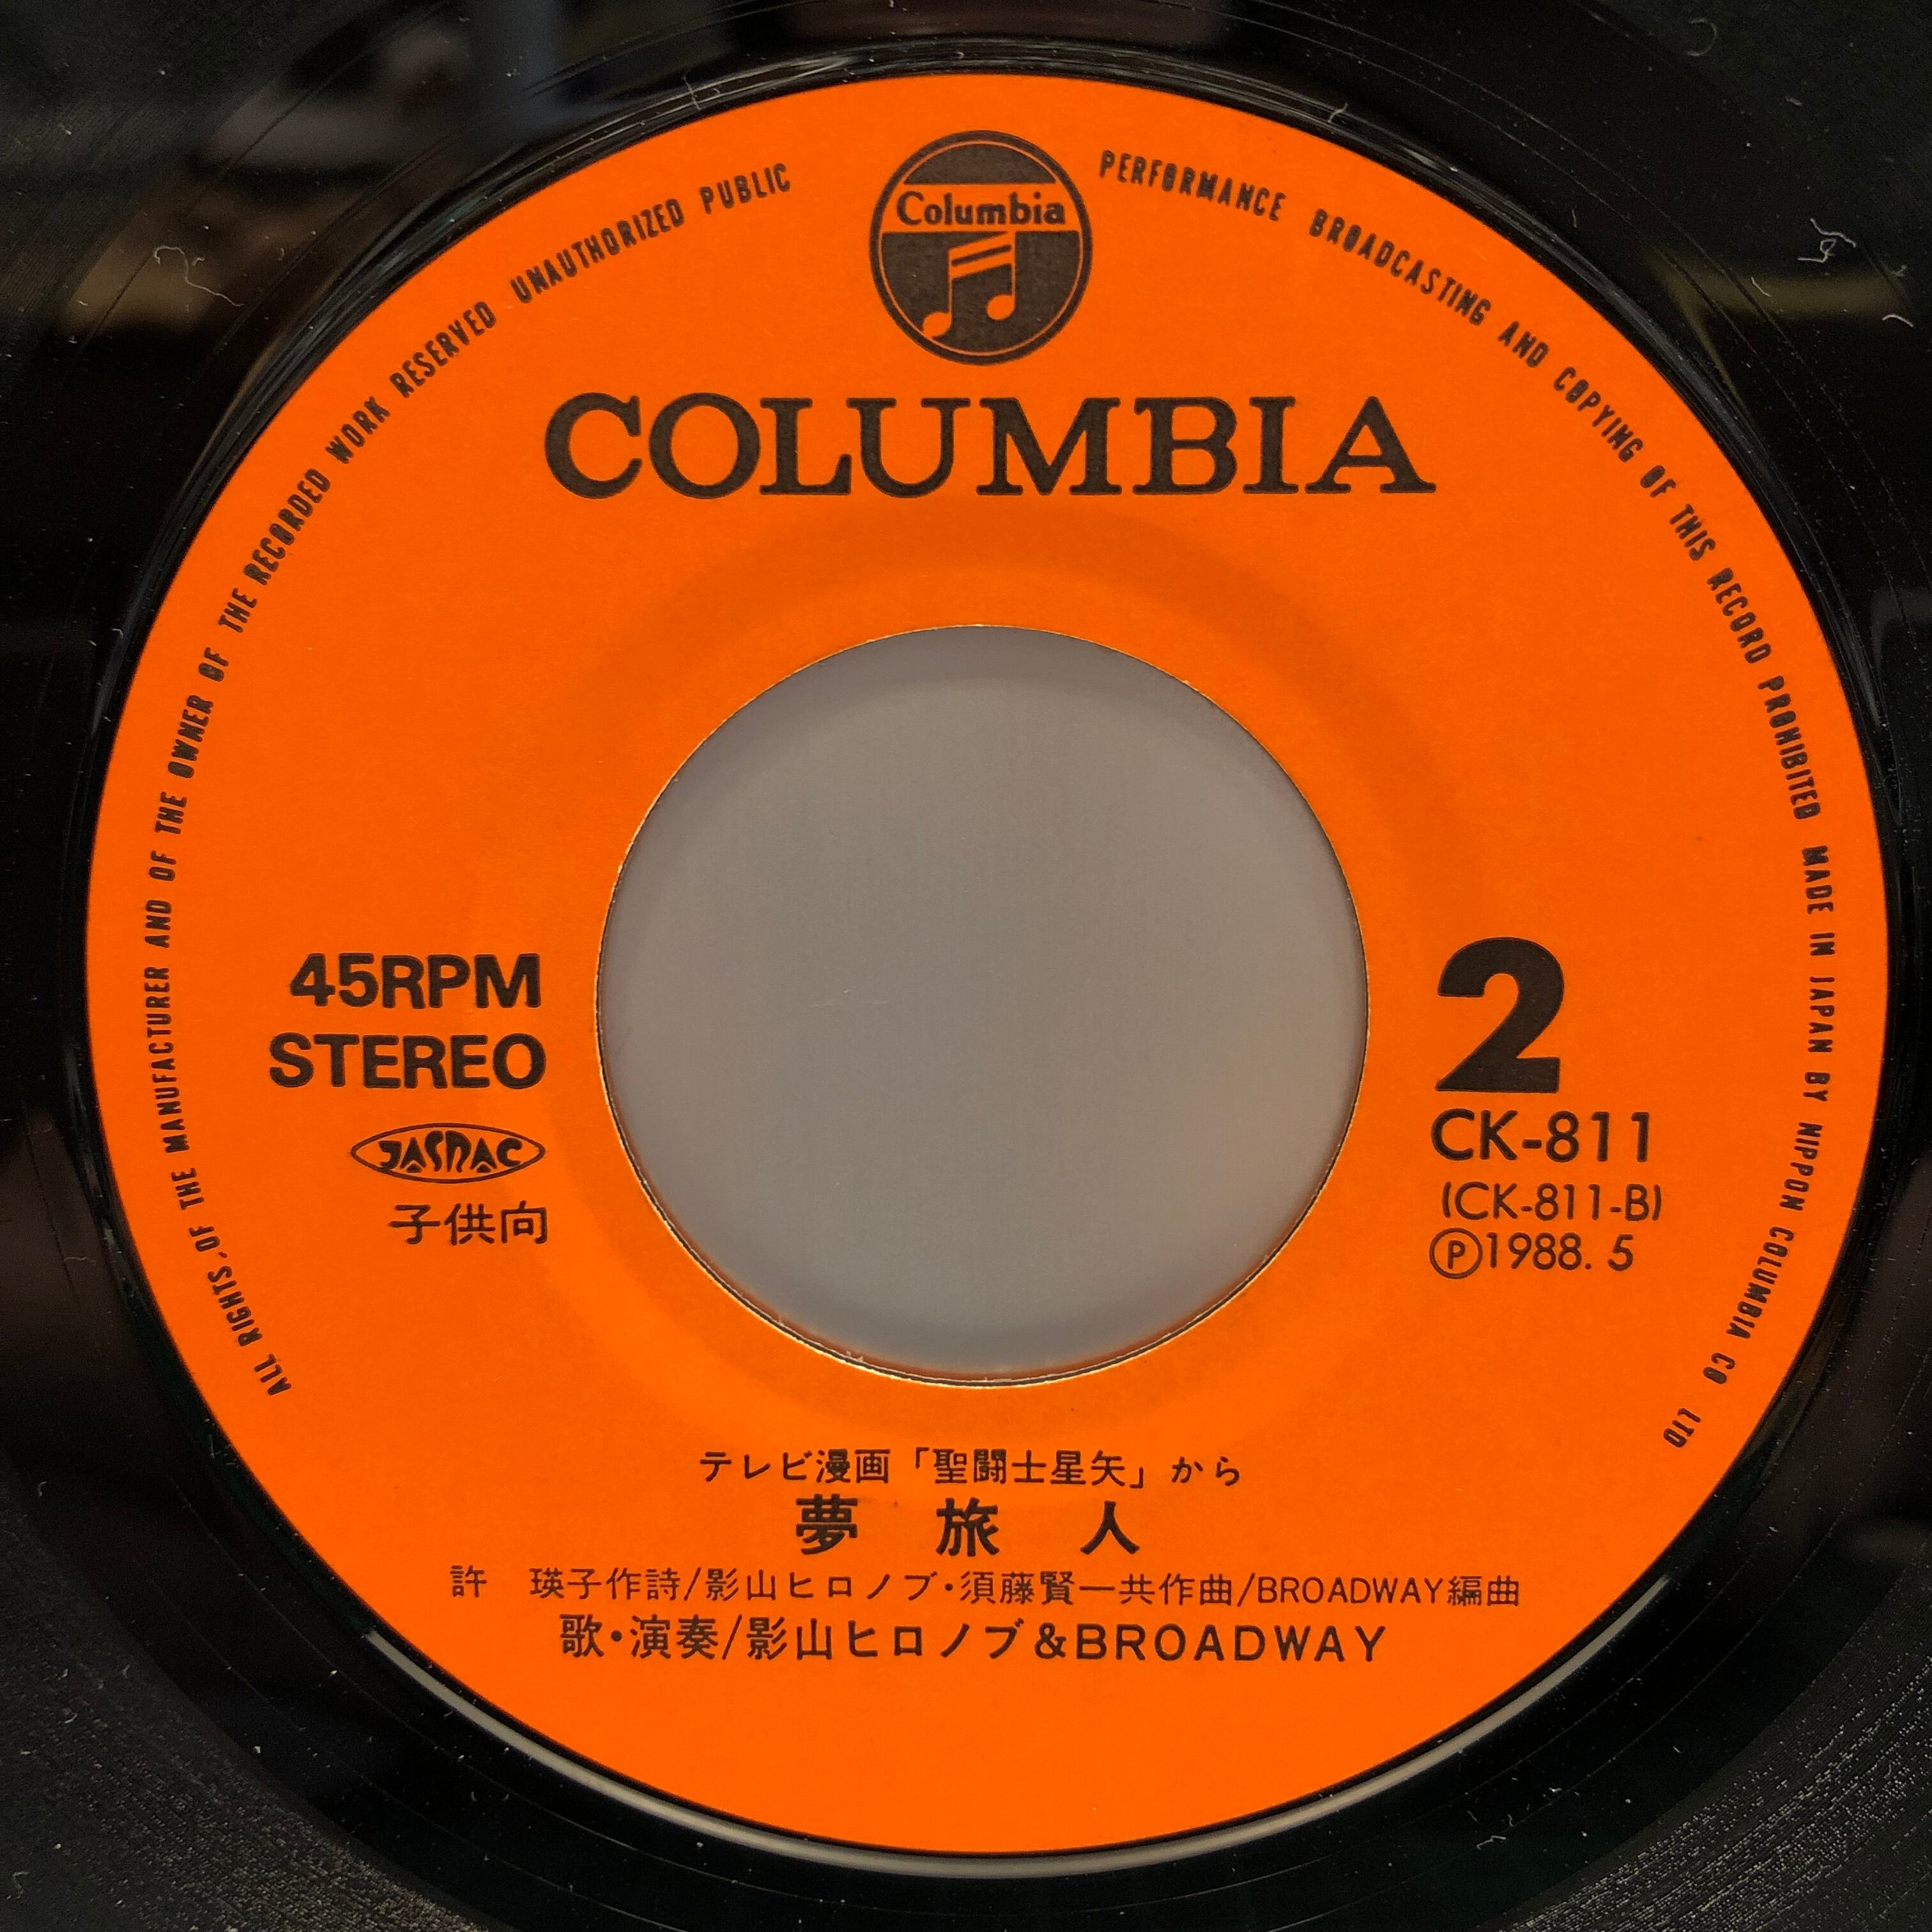 ALL RIGHTS, OF THE MANUFACTURER AND OF THE OWNER OF THE RECORDED WORK RESERVED UNAUTHORIZED PUBLIC PERFORMANCE BROADCASTING AND COPYING OF THIS RECORD PROHIBITED MADE IN JAPAN BY NIPPON COLUMBIA CO LTD
Columbia
COLUMBIA
45RPM
STEREO
JASRAC
子供向
2
CK-811
(CK-811-B)
Ⓟ1988. 5
テレビ漫画「聖闘士星矢」から
夢 旅 人
許 瑛子作詩/影山ヒロノブ・須藤賢一共作曲/BROADWAY編曲
歌・演奏/影山ヒロノブ&BROADWAY